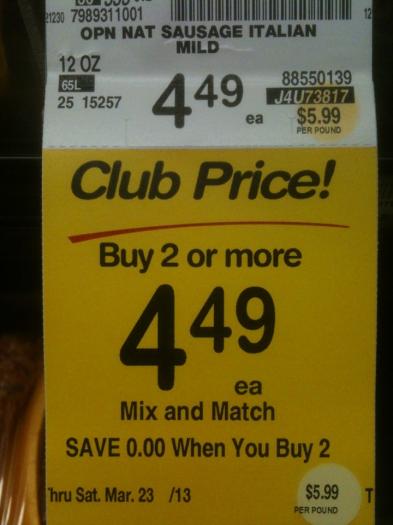 21230 7989311001 12
OPN NAT SAUSAGE ITALIAN
MILD
12 OZ
65L
25 15257
4.49 ea
88550139
J4U73817
$5.99
PER POUND
Club Price!
Buy 2 or more
4.49
ea
Mix and Match
SAVE 0.00 When You Buy 2
Thru Sat. Mar. 23 /13
$5.99
PER POUND
T